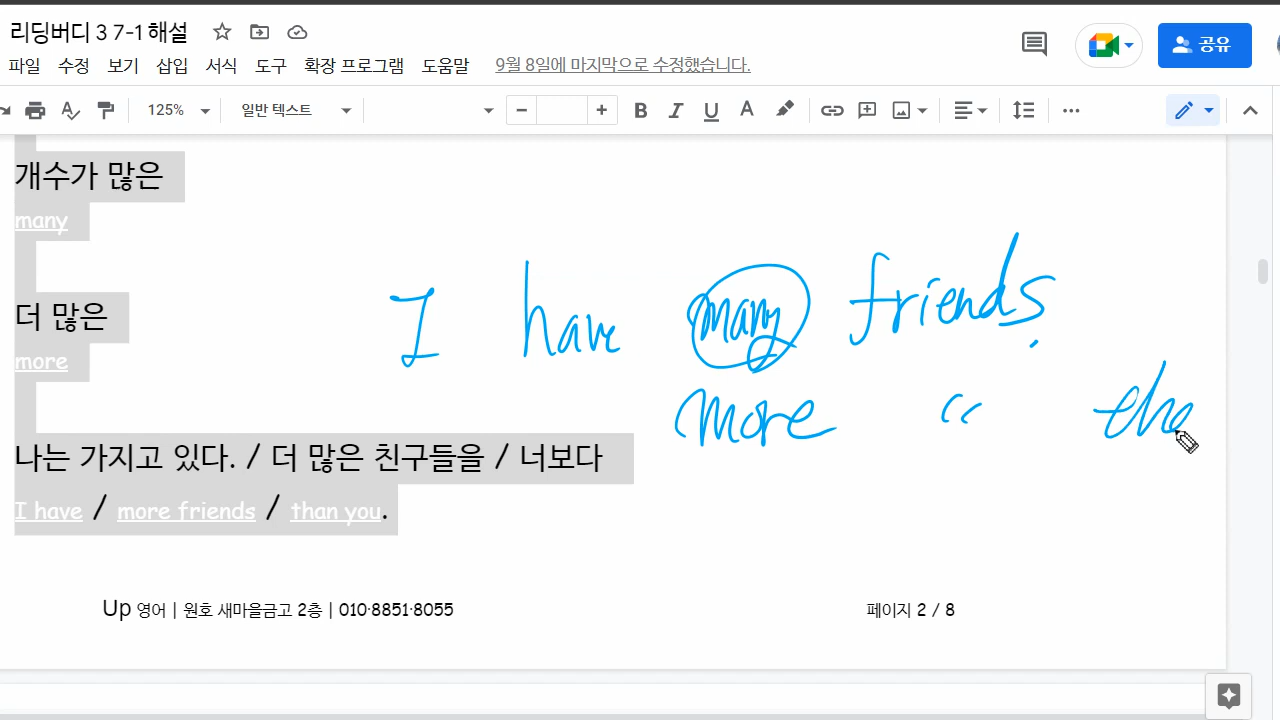 리딩버디 3 7-1 해설
파일 수정 보기 삽입 서식 도구 확장 프로그램 도움말 9월 8일에 마지막으로 수정했습니다.
공유
125% 일반 텍스트 − + B I U A
개수가 많은
many
I have many friends.
더 많은
more
more “ tha
나는 가지고 있다. / 더 많은 친구들을 / 너보다
I have / more friends / than you.
Up 영어 | 원호 새마을금고 2층 | 010·8851·8055 페이지 2 / 8